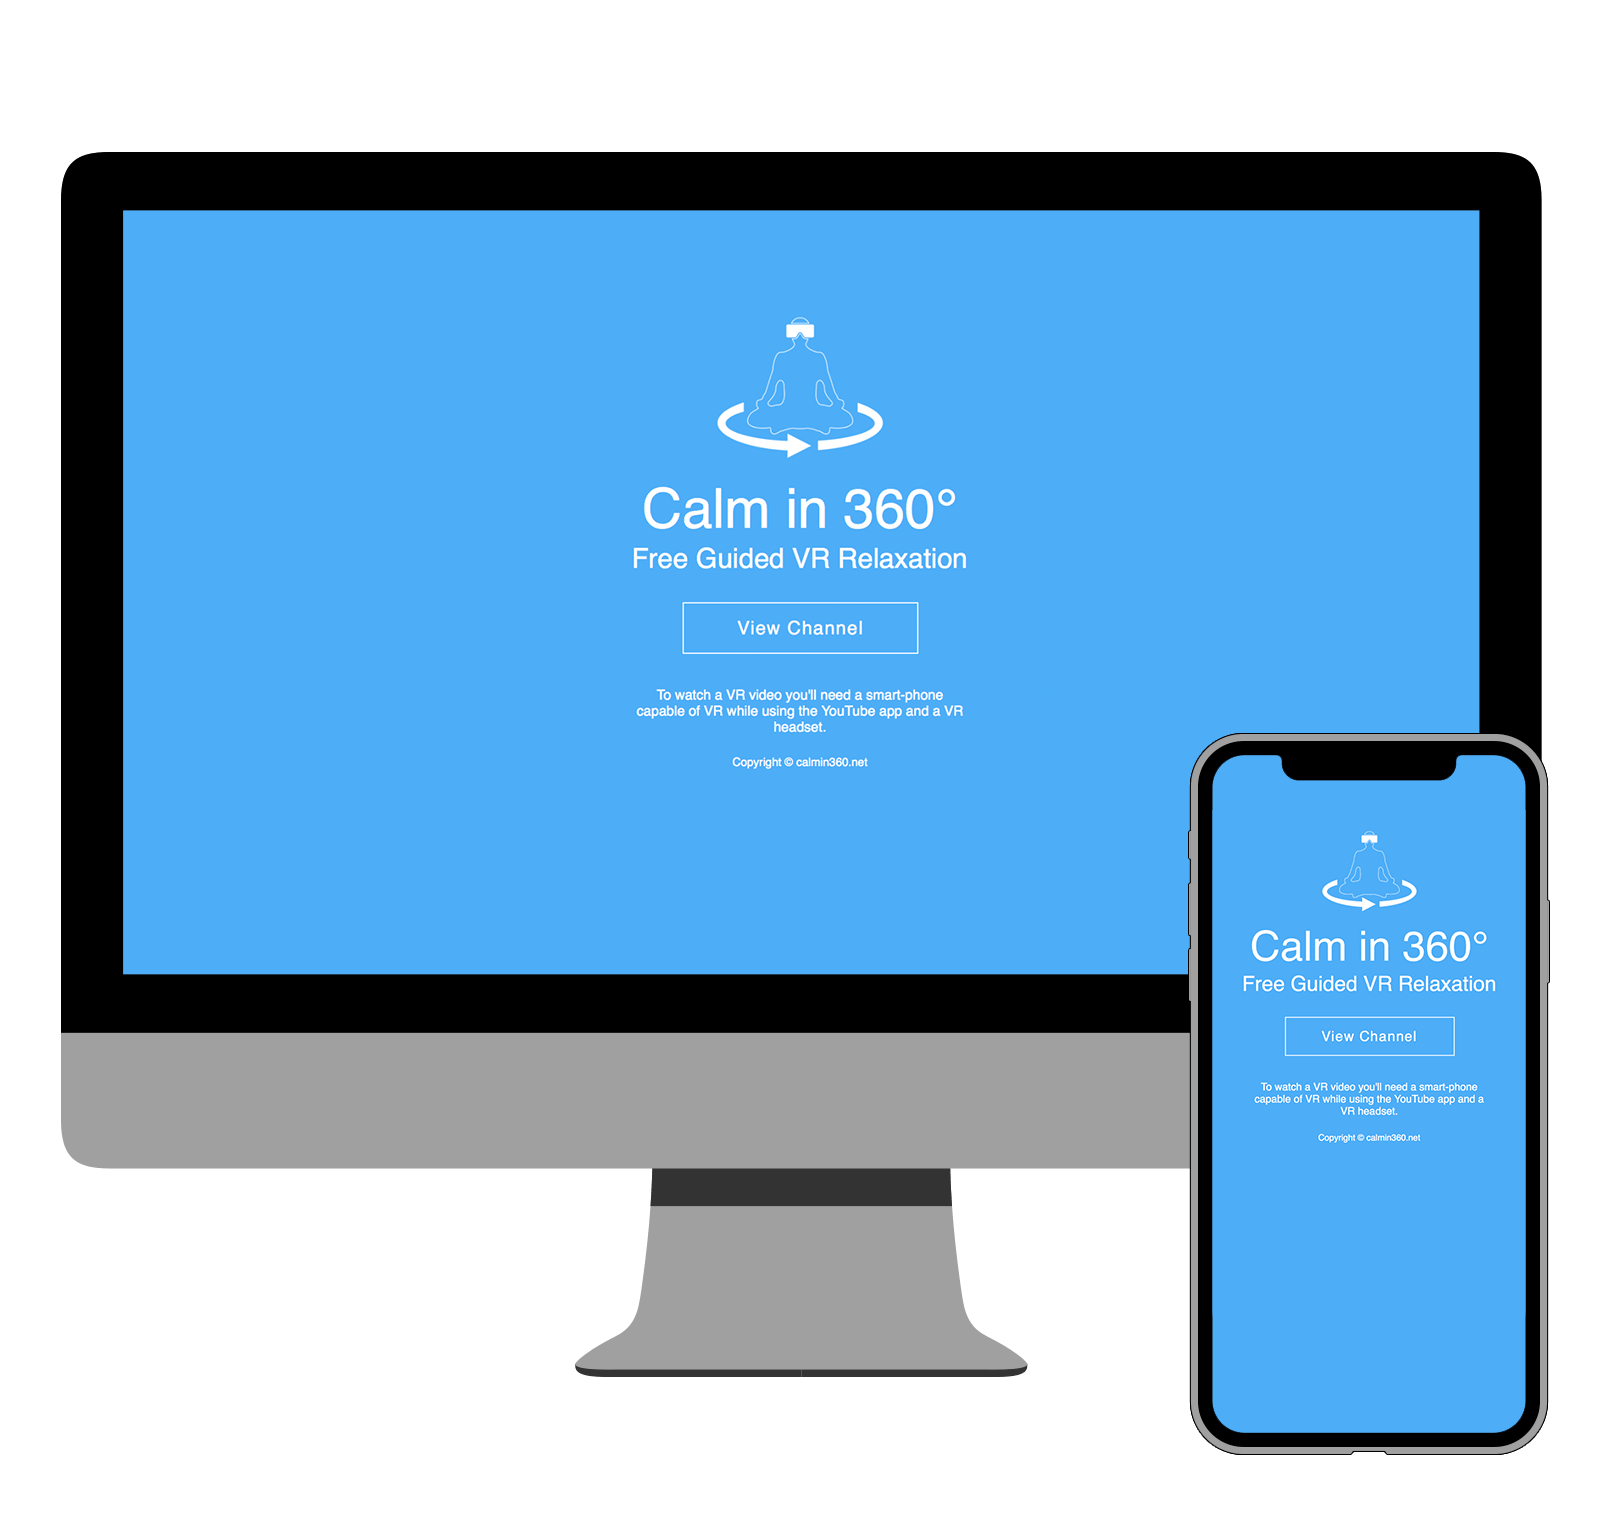 Calm in 360°
Free Guided VR Relaxation
View Channel
To watch a VR video you'll need a smart-phone
capable of VR while using the YouTube app and a VR
headset.
Copyright © calmin360.net
Calm in 360°
Free Guided VR Relaxation
View Channel
To watch a VR video you'll need a smart-phone
capable of VR while using the YouTube app and a
VR headset.
Copyright © calmin360.net